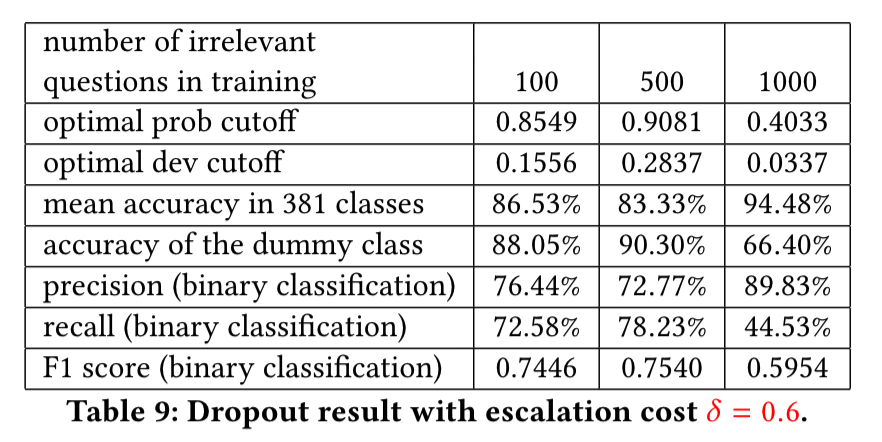 number of irrelevant
questions in training 100 500 1000
optimal prob cutoff 0.8549 0.9081 0.4033
optimal dev cutoff 0.1556 0.2837 0.0337
mean accuracy in 381 classes 86.53% 83.33% 94.48%
accuracy of the dummy class 88.05% 90.30% 66.40%
precision (binary classification) 76.44% 72.77% 89.83%
recall (binary classification) 72.58% 78.23% 44.53%
F1 score (binary classification) 0.7446 0.7540 0.5954
Table 9: Dropout result with escalation cost δ = 0.6.